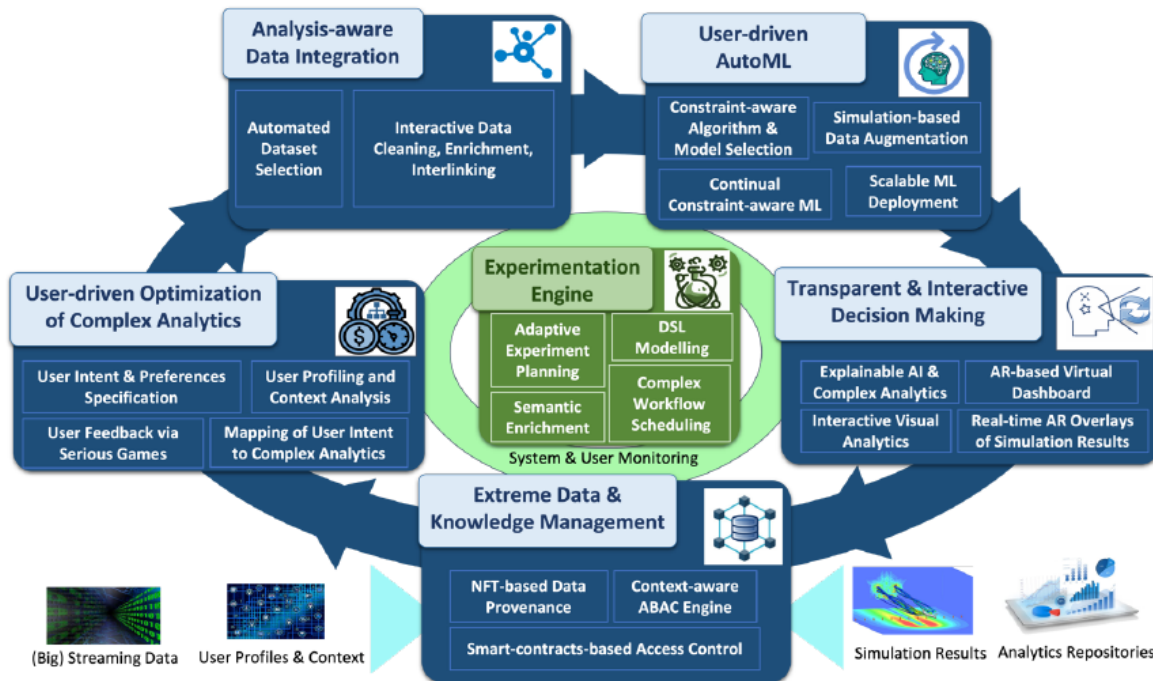 Analysis-aware
Data Integration
Automated
Dataset
Selection
Interactive Data
Cleaning, Enrichment,
Interlinking
User-driven
AutoML
Constraint-aware
Algorithm &
Model Selection
Simulation-based
Data Augmentation
Continual
Constraint-aware ML
Scalable ML
Deployment
User-driven Optimization
of Complex Analytics
$
User Intent & Preferences
Specification
User Profiling and
Context Analysis
User Feedback via
Serious Games
Mapping of User Intent
to Complex Analytics
Experimentation
Engine
Adaptive
Experiment
Planning
DSL
Modelling
Semantic
Enrichment
Complex
Workflow
Scheduling
System & User Monitoring
Transparent & Interactive
Decision Making
Explainable AI &
Complex Analytics
AR-based Virtual
Dashboard
Interactive Visual
Analytics
Real-time AR Overlays
of Simulation Results
Extreme Data &
Knowledge Management
NFT-based Data
Provenance
Context-aware
ABAC Engine
Smart-contracts-based Access Control
(Big) Streaming Data
User Profiles & Context
Simulation Results
Analytics Repositories